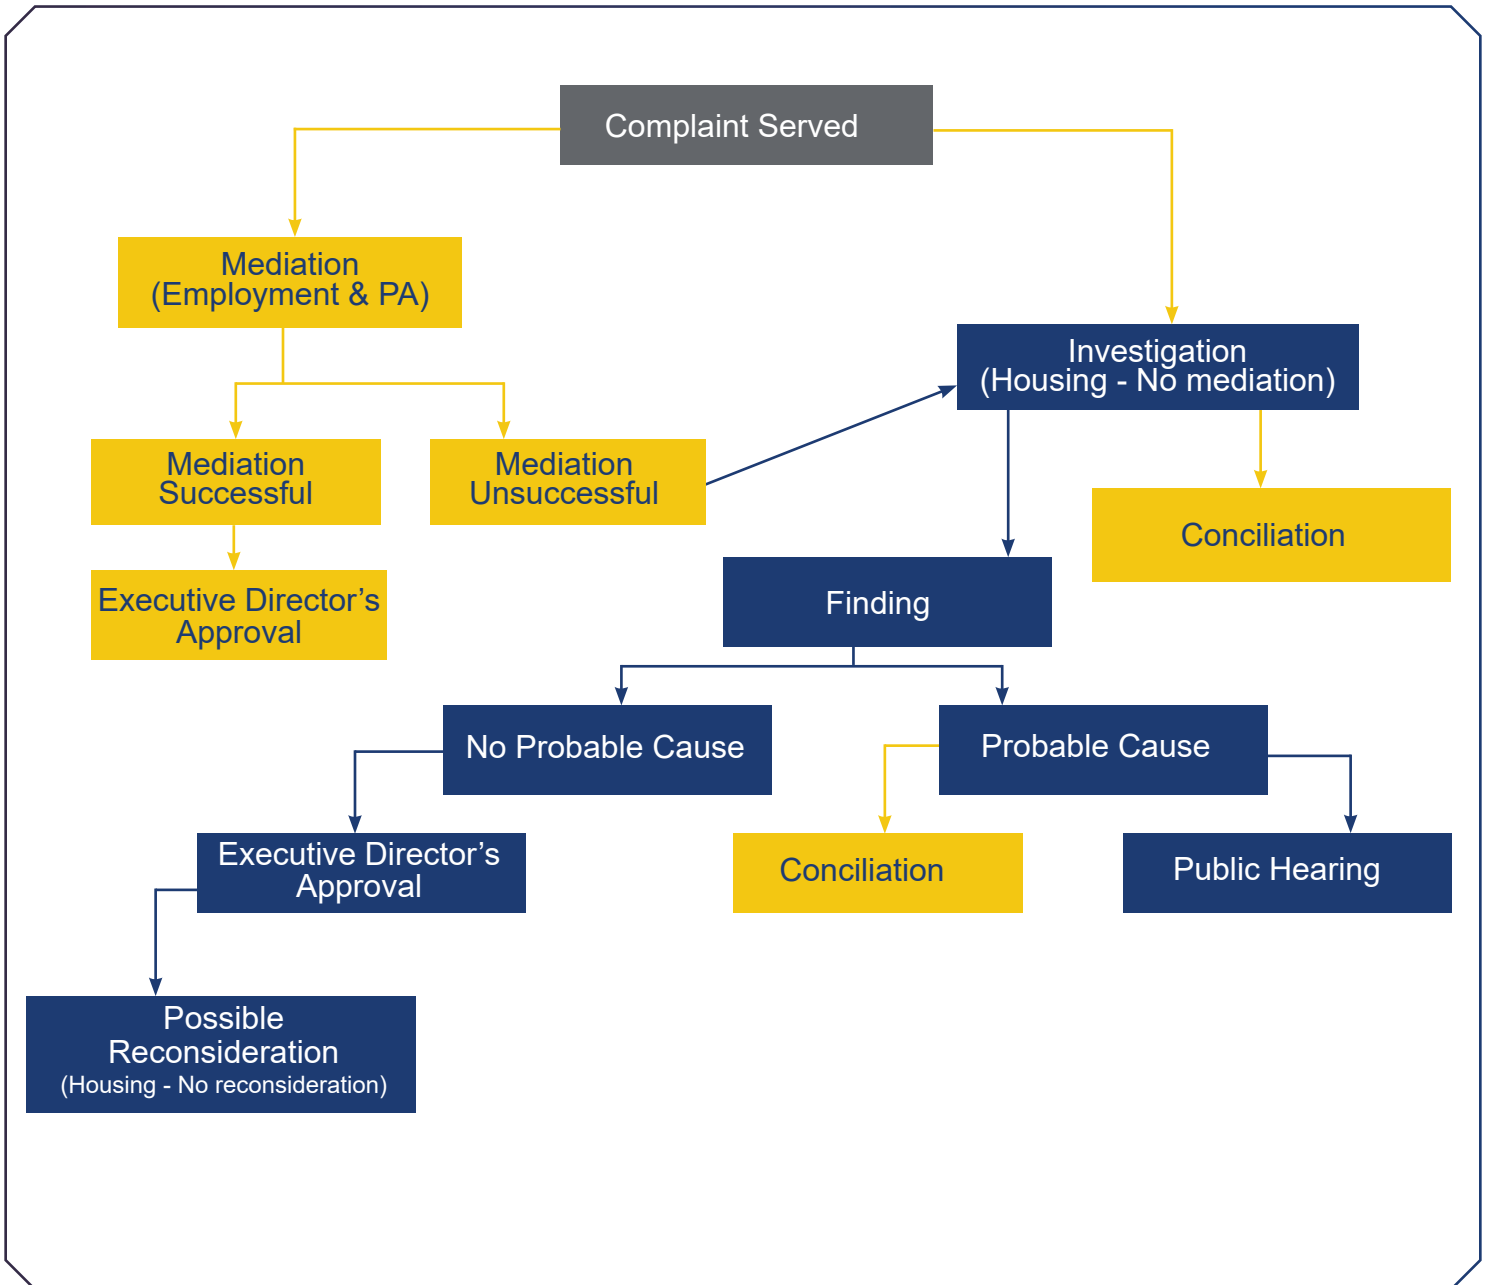 Complaint Served
Mediation
(Employment & PA)
Investigation
(Housing - No mediation)
Mediation
Successful
Mediation
Unsuccessful
Conciliation
Executive Director’s
Approval
Finding
No Probable Cause
Probable Cause
Executive Director’s
Approval
Conciliation
Public Hearing
Possible
Reconsideration
(Housing - No reconsideration)